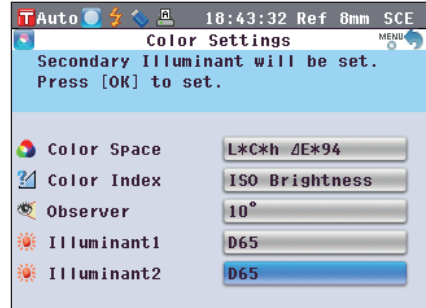 T Auto A 18:43:32 Ref 8mm SCE
Color Settings MENU
Secondary Illuminant will be set.
Press [OK] to set.
Color Space L*C*h ⊿E*94
Color Index ISO Brightness
Observer 10°
Illuminant1 D65
Illuminant2 D65